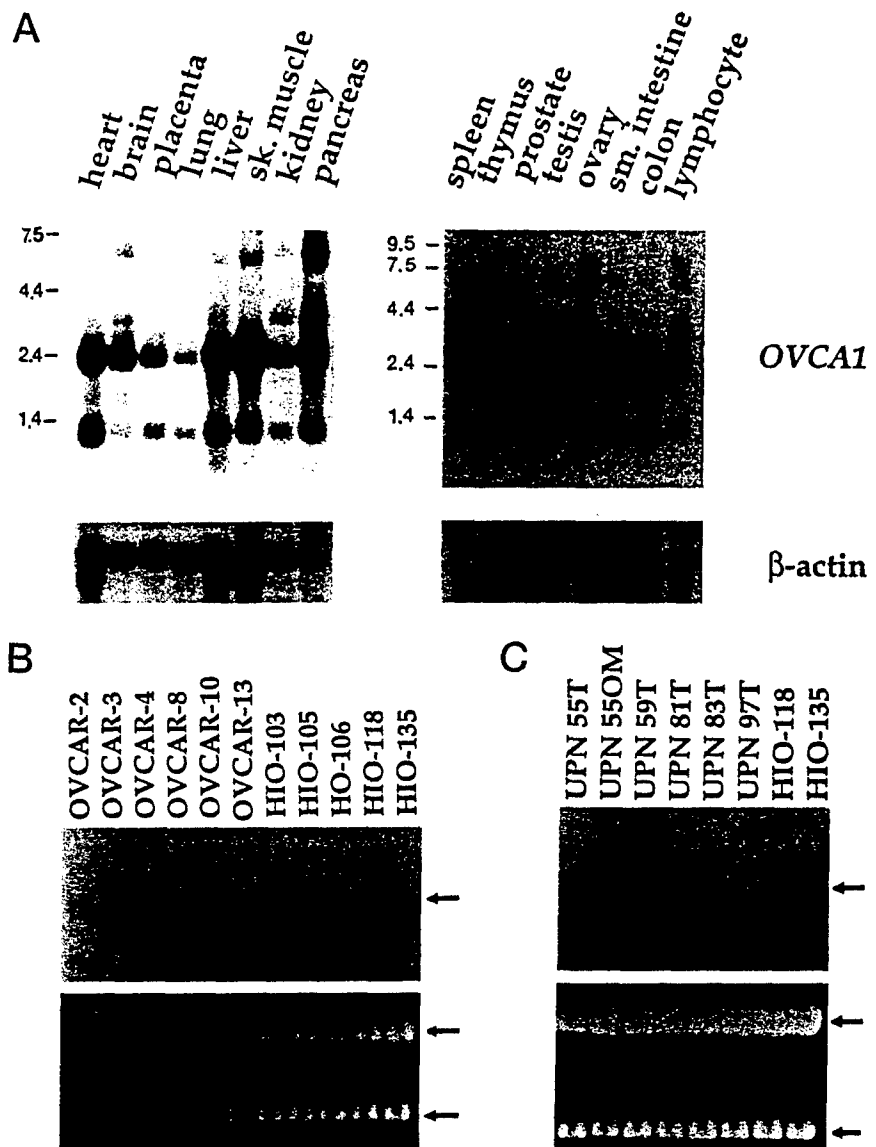 A
heart
brain
placenta
lung
liver
sk. muscle
kidney
pancreas
spleen
thymus
prostate
testis
ovary
sm. intestine
colon
lymphocyte
7.5
4.4
2.4
1.4
9.5
7.5
4.4
2.4
1.4
OVCA1
β-actin
B
OVCAR-2
OVCAR-3
OVCAR-4
OVCAR-8
OVCAR-10
OVCAR-13
HIO-103
HIO-105
HO-106
HIO-118
HIO-135
C
UPN 55T
UPN 55OM
UPN 59T
UPN 81T
UPN 83T
UPN 97T
HIO-118
HIO-135